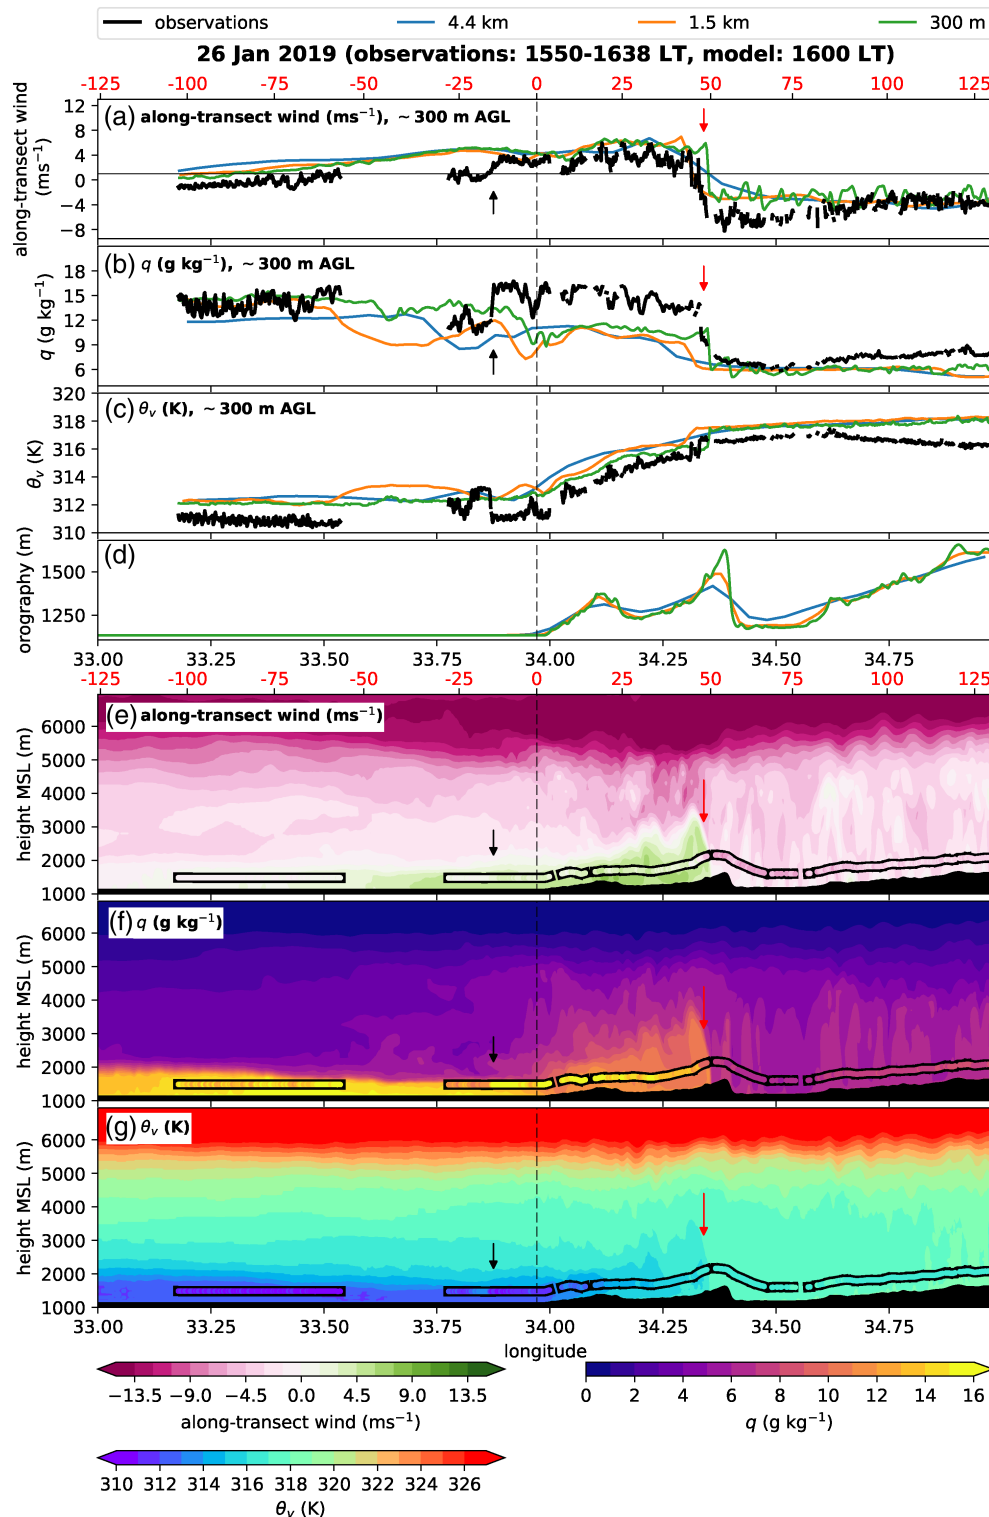 observations 4.4 km 1.5 km 300 m
26 Jan 2019 (observations: 1550-1638 LT, model: 1600 LT)
-125 -100 -75 -50 -25 0 25 50 75 100 125
(a) along-transect wind (ms⁻¹), ~300 m AGL
along-transect wind
(ms⁻¹)
12
8
4
0
−4
−8
(b) q (g kg⁻¹), ~300 m AGL
q (g kg⁻¹)
18
15
12
9
6
(c) θᵥ (K), ~300 m AGL
θᵥ (K)
320
318
316
314
312
310
(d)
orography (m)
1500
1250
33.00 33.25 33.50 33.75 34.00 34.25 34.50 34.75
-125 -100 -75 -50 -25 0 25 50 75 100 125
(e) along-transect wind (ms⁻¹)
height MSL (m)
6000
5000
4000
3000
2000
1000
(f) q (g kg⁻¹)
height MSL (m)
6000
5000
4000
3000
2000
1000
(g) θᵥ (K)
height MSL (m)
6000
5000
4000
3000
2000
1000
33.00 33.25 33.50 33.75 34.00 34.25 34.50 34.75
longitude
−13.5 −9.0 −4.5 0.0 4.5 9.0 13.5
along-transect wind (ms⁻¹)
0 2 4 6 8 10 12 14 16
q (g kg⁻¹)
310 312 314 316 318 320 322 324 326
θᵥ (K)